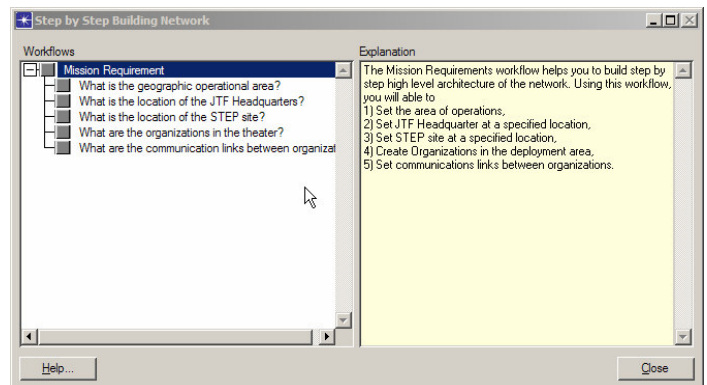 Step by Step Building Network
Workflows
Mission Requirement
What is the geographic operational area?
What is the location of the JTF Headquarters?
What is the location of the STEP site?
What are the organizations in the theater?
What are the communication links between organizat
Explanation
The Mission Requirements workflow helps you to build step by
step high level architecture of the network. Using this workflow,
you will able to
1) Set the area of operations,
2) Set JTF Headquarter at a specified location,
3) Set STEP site at a specified location,
4) Create Organizations in the deployment area,
5) Set communications links between organizations.
Help...
Close